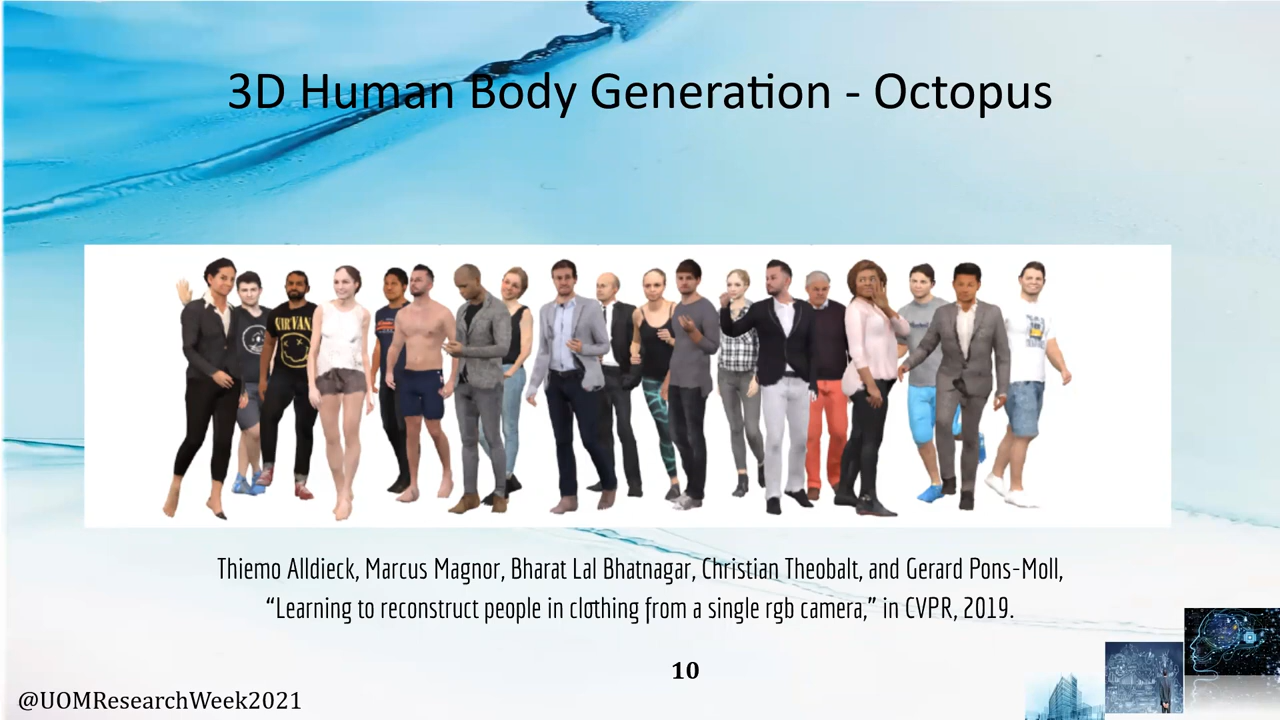 3D Human Body Generation - Octopus
NIRVAN
Thiemo Alldieck, Marcus Magnor, Bharat Lal Bhatnagar, Christian Theobalt, and Gerard Pons-Moll,
“Learning to reconstruct people in clothing from a single rgb camera,” in CVPR, 2019.
10
@UOMResearchWeek2021